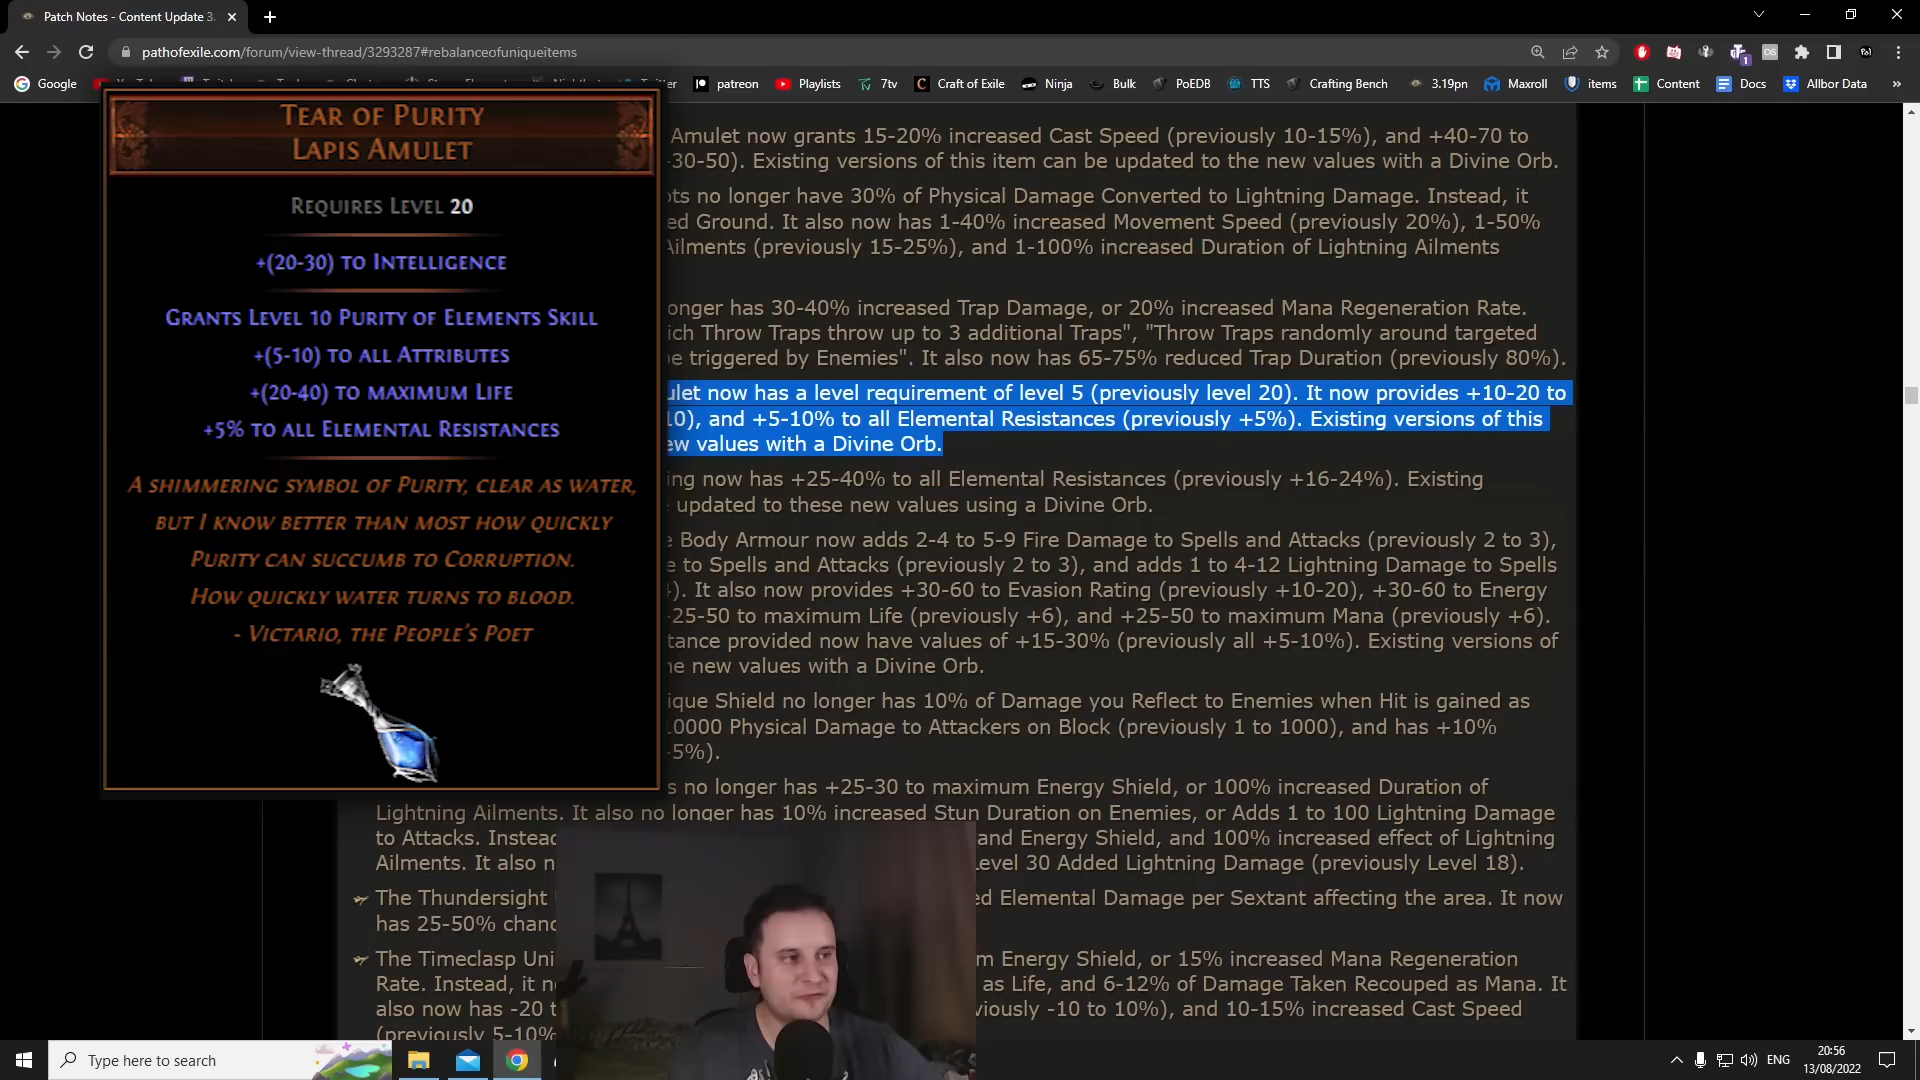 Patch Notes - Content Update 3.
pathofexile.com/forum/view-thread/3293287#rebalanceofuniqueitems
1
Google
patreon
Playlists
7tv
Craft of Exile
Ninja
Bulk
PoEDB
TTS
Crafting Bench
3.19pn
Maxroll
items
Content
Docs
Allbor Data
»
TEAR OF PURITY
LAPIS AMULET
REQUIRES LEVEL 20
+(20-30) TO INTELLIGENCE
GRANTS LEVEL 10 PURITY OF ELEMENTS SKILL
+(5-10) TO ALL ATTRIBUTES
+(20-40) TO MAXIMUM LIFE
+5% TO ALL ELEMENTAL RESISTANCES
A SHIMMERING SYMBOL OF PURITY, CLEAR AS WATER,
BUT I KNOW BETTER THAN MOST HOW QUICKLY
PURITY CAN SUCCUMB TO CORRUPTION.
HOW QUICKLY WATER TURNS TO BLOOD.
- VICTARIO, THE PEOPLE'S POET
Amulet now grants 15-20% increased Cast Speed (previously 10-15%), and +40-70 to
-30-50). Existing versions of this item can be updated to the new values with a Divine Orb.
ots no longer have 30% of Physical Damage Converted to Lightning Damage. Instead, it
ed Ground. It also now has 1-40% increased Movement Speed (previously 20%), 1-50%
Ailments (previously 15-25%), and 1-100% increased Duration of Lightning Ailments
onger has 30-40% increased Trap Damage, or 20% increased Mana Regeneration Rate.
ich Throw Traps throw up to 3 additional Traps", "Throw Traps randomly around targeted
be triggered by Enemies". It also now has 65-75% reduced Trap Duration (previously 80%).
ulet now has a level requirement of level 5 (previously level 20). It now provides +10-20 to
10), and +5-10% to all Elemental Resistances (previously +5%). Existing versions of this
ew values with a Divine Orb.
ing now has +25-40% to all Elemental Resistances (previously +16-24%). Existing
updated to these new values using a Divine Orb.
e Body Armour now adds 2-4 to 5-9 Fire Damage to Spells and Attacks (previously 2 to 3),
e to Spells and Attacks (previously 2 to 3), and adds 1 to 4-12 Lightning Damage to Spells
). It also now provides +30-60 to Evasion Rating (previously +10-20), +30-60 to Energy
-25-50 to maximum Life (previously +6), and +25-50 to maximum Mana (previously +6).
tance provided now have values of +15-30% (previously all +5-10%). Existing versions of
he new values with a Divine Orb.
ique Shield no longer has 10% of Damage you Reflect to Enemies when Hit is gained as
10000 Physical Damage to Attackers on Block (previously 1 to 1000), and has +10%
-5%).
s no longer has +25-30 to maximum Energy Shield, or 100% increased Duration of
Lightning Ailments. It also no longer has 10% increased Stun Duration on Enemies, or Adds 1 to 100 Lightning Damage
to Attacks. Instead and Energy Shield, and 100% increased effect of Lightning
Ailments. It also n Level 30 Added Lightning Damage (previously Level 18).
The Thundersight ed Elemental Damage per Sextant affecting the area. It now
has 25-50% chanc
The Timeclasp Uni m Energy Shield, or 15% increased Mana Regeneration
Rate. Instead, it n as Life, and 6-12% of Damage Taken Recouped as Mana. It
also now has -20 t viously -10 to 10%), and 10-15% increased Cast Speed
(previously 5-10%
Type here to search
ENG
20:56
13/08/2022